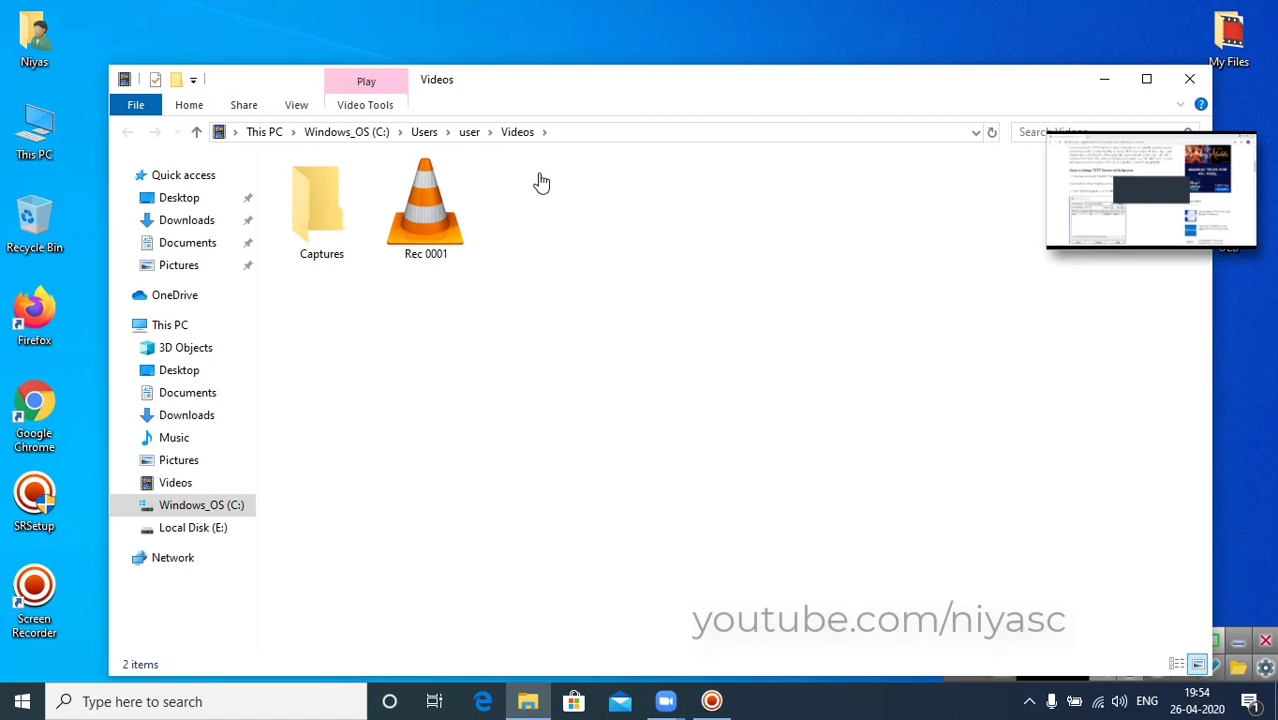 Niyas
This PC
Recycle Bin
Firefox
Google
Chrome
SRSetup
Screen
Recorder
My Files
Play
Videos
File
Home
Share
View
Video Tools
This PC > Windows_OS (C:) > Users > user > Videos >
Quick access
Desktop
Downloads
Documents
Pictures
OneDrive
This PC
3D Objects
Desktop
Documents
Downloads
Music
Pictures
Videos
Windows_OS (C:)
Local Disk (E:)
Network
Captures
Rec 0001
youtube.com/niyasc
2 items
Type here to search
ENG
19:54
26-04-2020